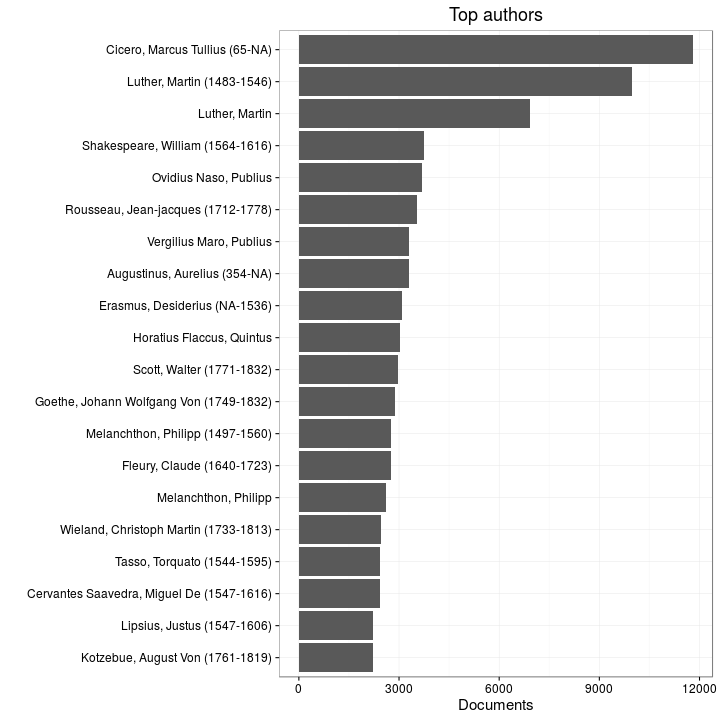 Top authors
Cicero, Marcus Tullius (65-NA)
Luther, Martin (1483-1546)
Luther, Martin
Shakespeare, William (1564-1616)
Ovidius Naso, Publius
Rousseau, Jean-jacques (1712-1778)
Vergilius Maro, Publius
Augustinus, Aurelius (354-NA)
Erasmus, Desiderius (NA-1536)
Horatius Flaccus, Quintus
Scott, Walter (1771-1832)
Goethe, Johann Wolfgang Von (1749-1832)
Melanchthon, Philipp (1497-1560)
Fleury, Claude (1640-1723)
Melanchthon, Philipp
Wieland, Christoph Martin (1733-1813)
Tasso, Torquato (1544-1595)
Cervantes Saavedra, Miguel De (1547-1616)
Lipsius, Justus (1547-1606)
Kotzebue, August Von (1761-1819)
0 3000 6000 9000 12000
Documents